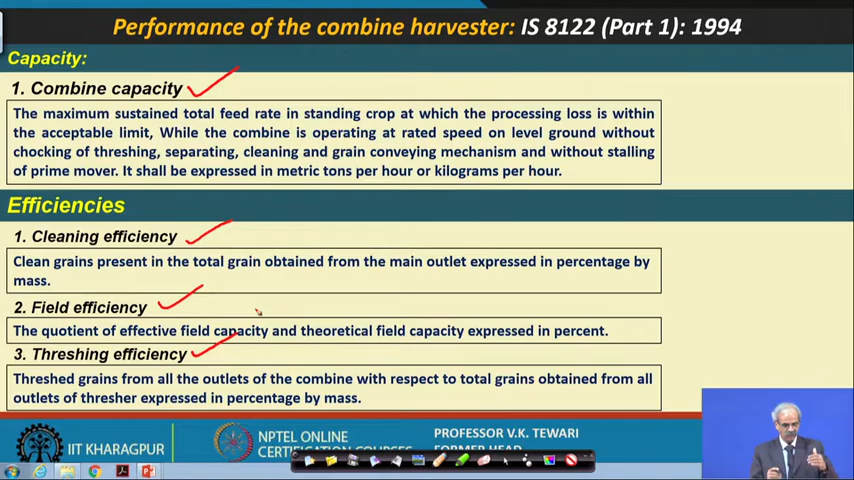 Performance of the combine harvester: IS 8122 (Part 1): 1994
Capacity:
1. Combine capacity
The maximum sustained total feed rate in standing crop at which the processing loss is within
the acceptable limit, While the combine is operating at rated speed on level ground without
chocking of threshing, separating, cleaning and grain conveying mechanism and without stalling
of prime mover. It shall be expressed in metric tons per hour or kilograms per hour.
Efficiencies
1. Cleaning efficiency
Clean grains present in the total grain obtained from the main outlet expressed in percentage by
mass.
2. Field efficiency
The quotient of effective field capacity and theoretical field capacity expressed in percent.
3. Threshing efficiency
Threshed grains from all the outlets of the combine with respect to total grains obtained from all
outlets of thresher expressed in percentage by mass.
IIT KHARAGPUR
NPTEL ONLINE
CERTIFICATION COURSES
PROFESSOR V.K. TEWARI
FORMER HEAD